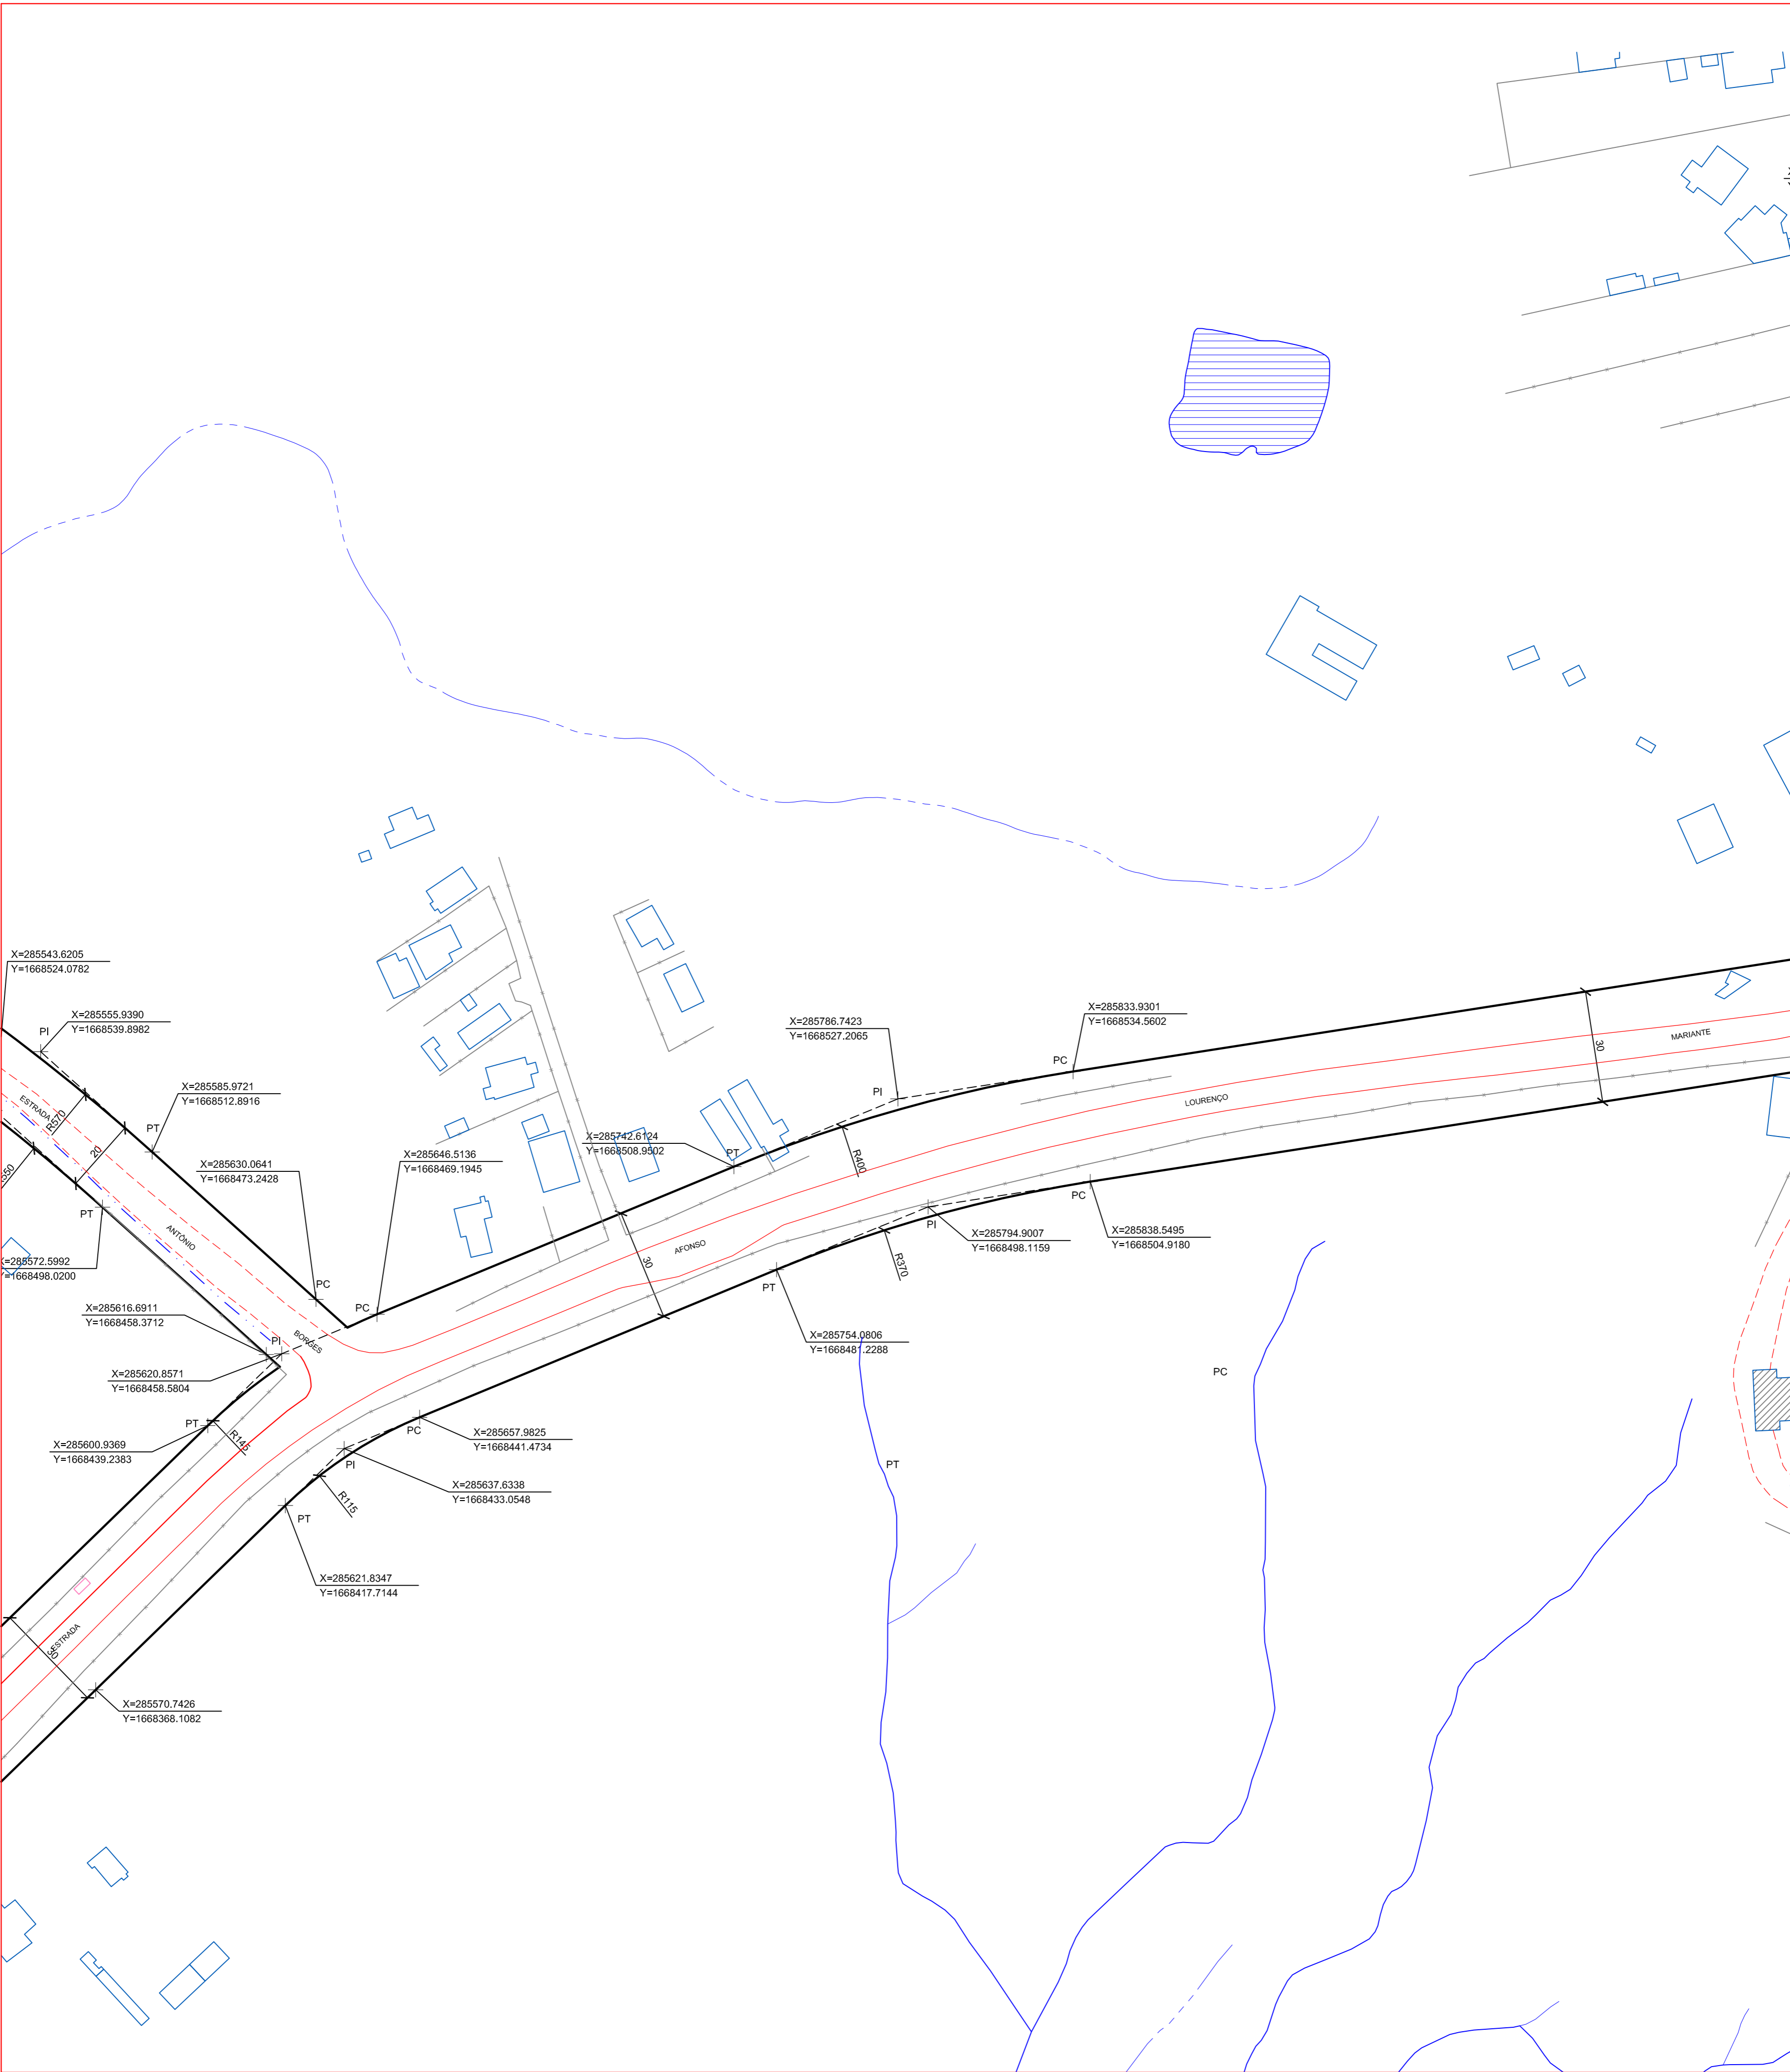 X=285543.6205
Y=1668524.0782
X=285555.9390
Y=1668539.8982
PI
X=285786.7423
Y=1668527.2065
X=285833.9301
Y=1668534.5602
PC
PI
30
MARIANTE
LOURENÇO
ESTRADA
R570
X=285585.9721
Y=1668512.8916
PT
20
X=285742.6124
Y=1668508.9502
PT
R400
X=285646.5136
Y=1668469.1945
X=285630.0641
Y=1668473.2428
PT
ANTÔNIO
X=285572.5992
Y=1668498.0200
PC
PC
AFONSO
30
PI
X=285794.9007
Y=1668498.1159
R370
PC
X=285838.5495
Y=1668504.9180
PT
X=285754.0806
Y=1668481.2288
X=285616.6911
Y=1668458.3712
PI
BORGES
X=285620.8571
Y=1668458.5804
PC
PT
R145
X=285600.9369
Y=1668439.2383
PC
X=285657.9825
Y=1668441.4734
PI
X=285637.6338
Y=1668433.0548
PT
R115
PT
X=285621.8347
Y=1668417.7144
ESTRADA
30
X=285570.7426
Y=1668368.1082